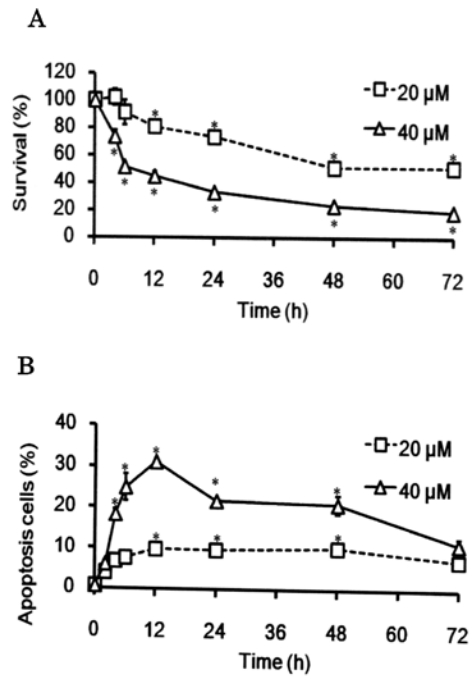 A
120
100
80
60
40
20
0
Survival (%)
20 µM
40 µM
* * * *
* * * * * *
0 12 24 36 48 60 72
Time (h)
B
40
30
20
10
0
Apoptosis cells (%)
20 µM
40 µM
* * * * *
* * *
0 12 24 36 48 60 72
Time (h)